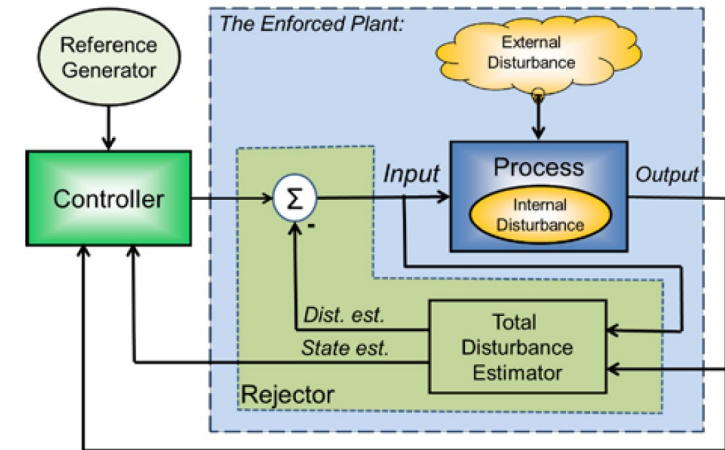 The Enforced Plant:
Reference
Generator
External
Disturbance
Controller
Σ
-
Input
Process
Internal
Disturbance
Output
Dist. est.
State est.
Total
Disturbance
Estimator
Rejector